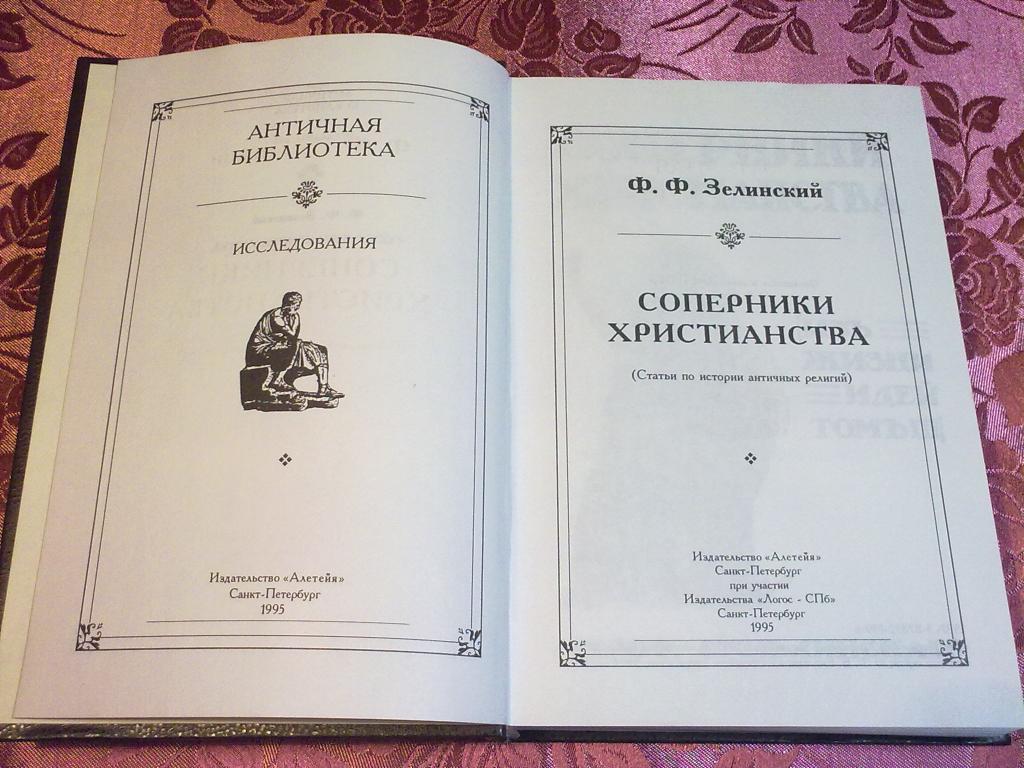 АНТИЧНАЯ
БИБЛИОТЕКА
ИССЛЕДОВАНИЯ
Издательство «Алетейя»
Санкт-Петербург
1995
Ф. Ф. Зелинский
СОПЕРНИКИ
ХРИСТИАНСТВА
(Статьи по истории античных религий)
Издательство «Алетейя»
Санкт-Петербург
при участии
Издательства «Логос - СПб»
Санкт-Петербург
1995